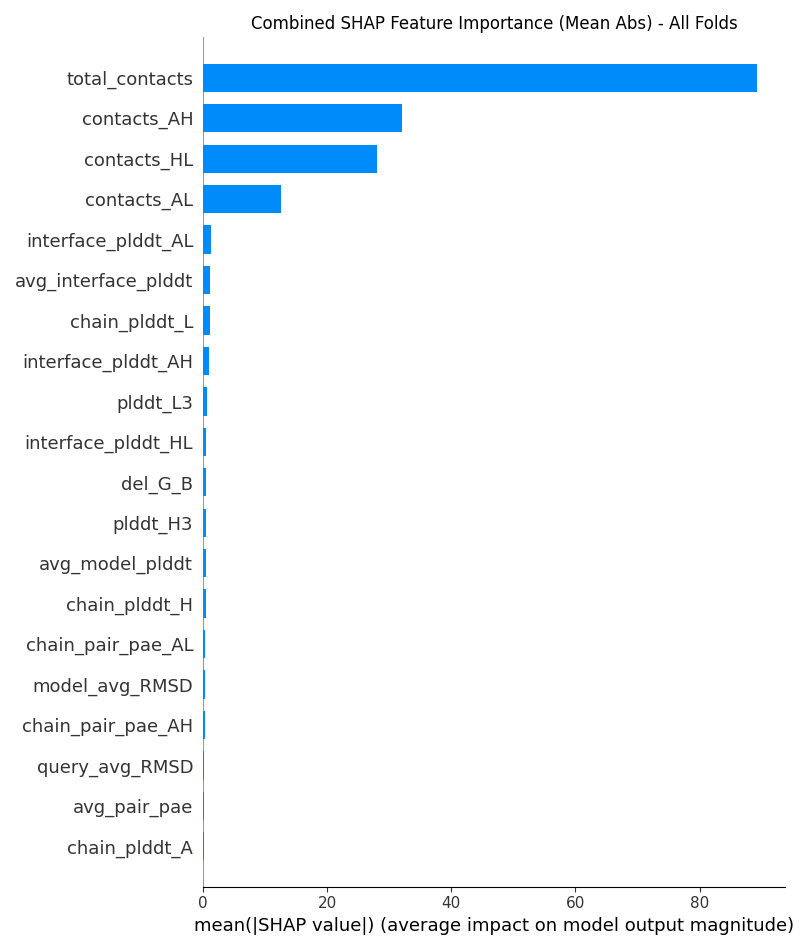 Combined SHAP Feature Importance (Mean Abs) - All Folds
total_contacts
contacts_AH
contacts_HL
contacts_AL
interface_plddt_AL
avg_interface_plddt
chain_plddt_L
interface_plddt_AH
plddt_L3
interface_plddt_HL
del_G_B
plddt_H3
avg_model_plddt
chain_plddt_H
chain_pair_pae_AL
model_avg_RMSD
chain_pair_pae_AH
query_avg_RMSD
avg_pair_pae
chain_plddt_A
0 20 40 60 80
mean(|SHAP value|) (average impact on model output magnitude)